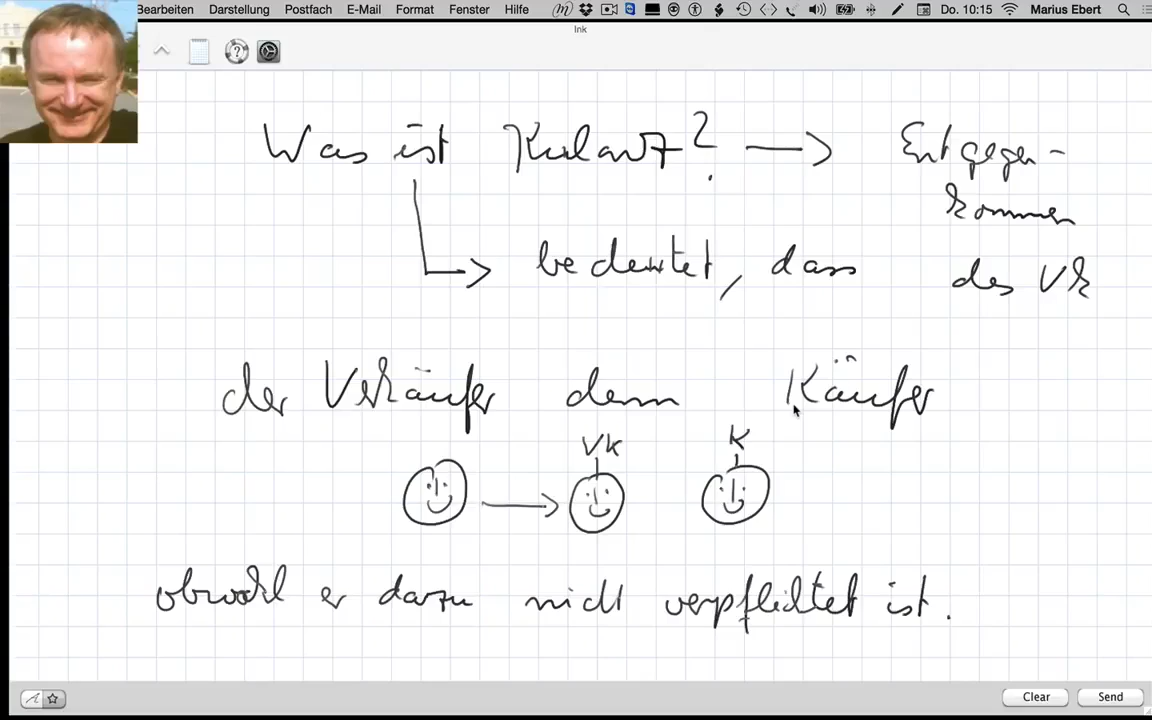 Bearbeiten Darstellung Postfach E-Mail Format Fenster Hilfe Do. 10:15 Marius Ebert
Ink
Was ist Kulanz? → Entgegen-
kommen
→ bedeutet, dass des VK
der Verkäufer dem Käufer
VK K
obwohl er dazu nicht verpflichtet ist.
Clear Send